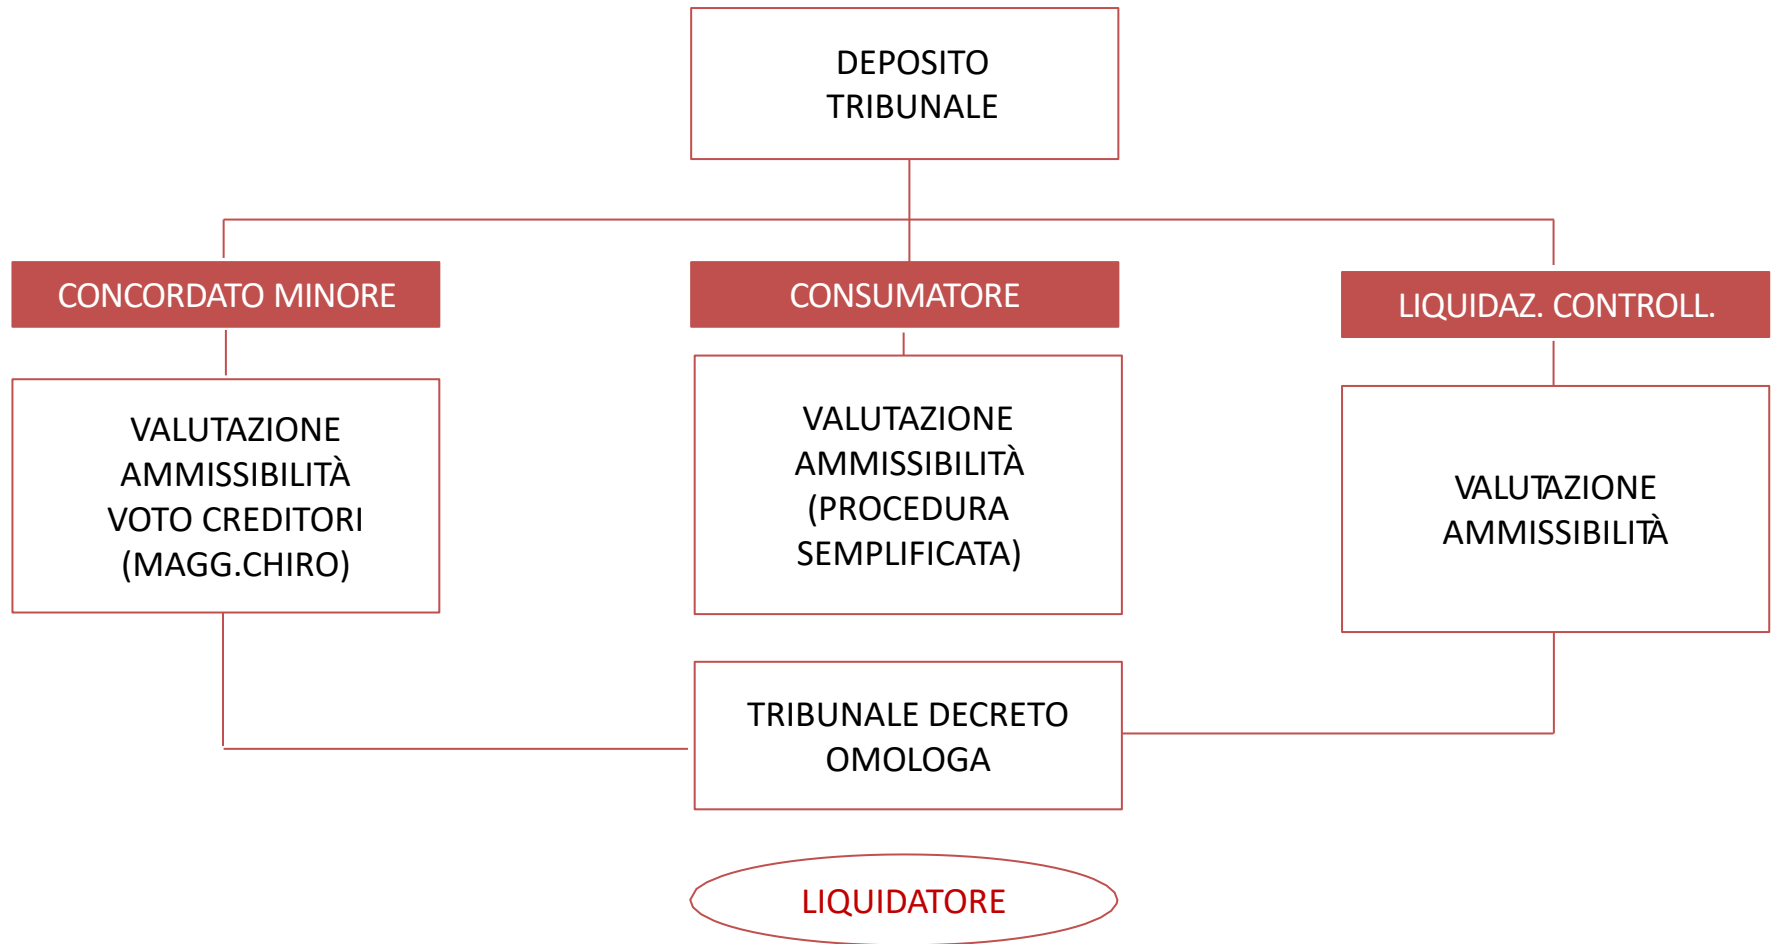 DEPOSITO
TRIBUNALE
CONCORDATO MINORE
CONSUMATORE
LIQUIDAZ. CONTROLL.
VALUTAZIONE
AMMISSIBILITÀ
VOTO CREDITORI
(MAGG.CHIRO)
VALUTAZIONE
AMMISSIBILITÀ
(PROCEDURA
SEMPLIFICATA)
VALUTAZIONE
AMMISSIBILITÀ
TRIBUNALE DECRETO
OMOLOGA
LIQUIDATORE